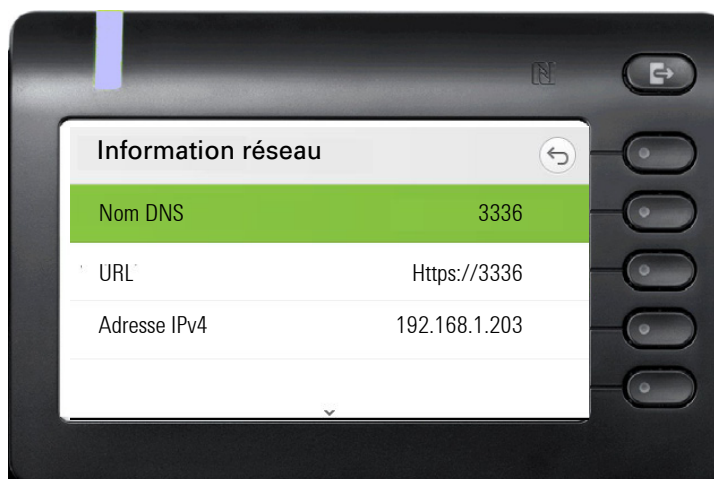 Information réseau
Nom DNS 3336
URL Https://3336
Adresse IPv4 192.168.1.203